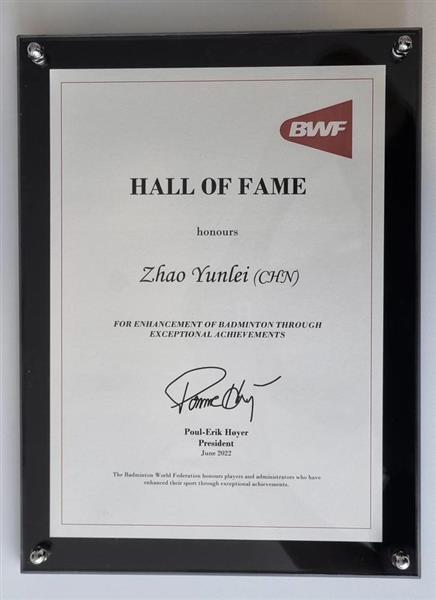 BWF
HALL OF FAME
honours
Zhao Yunlei (CHN)
FOR ENHANCEMENT OF BADMINTON THROUGH
EXCEPTIONAL ACHIEVEMENTS
Poul-Erik Høyer
President
June 2022
The Badminton World Federation honours players and administrators who have
enhanced their sport through exceptional achievements.